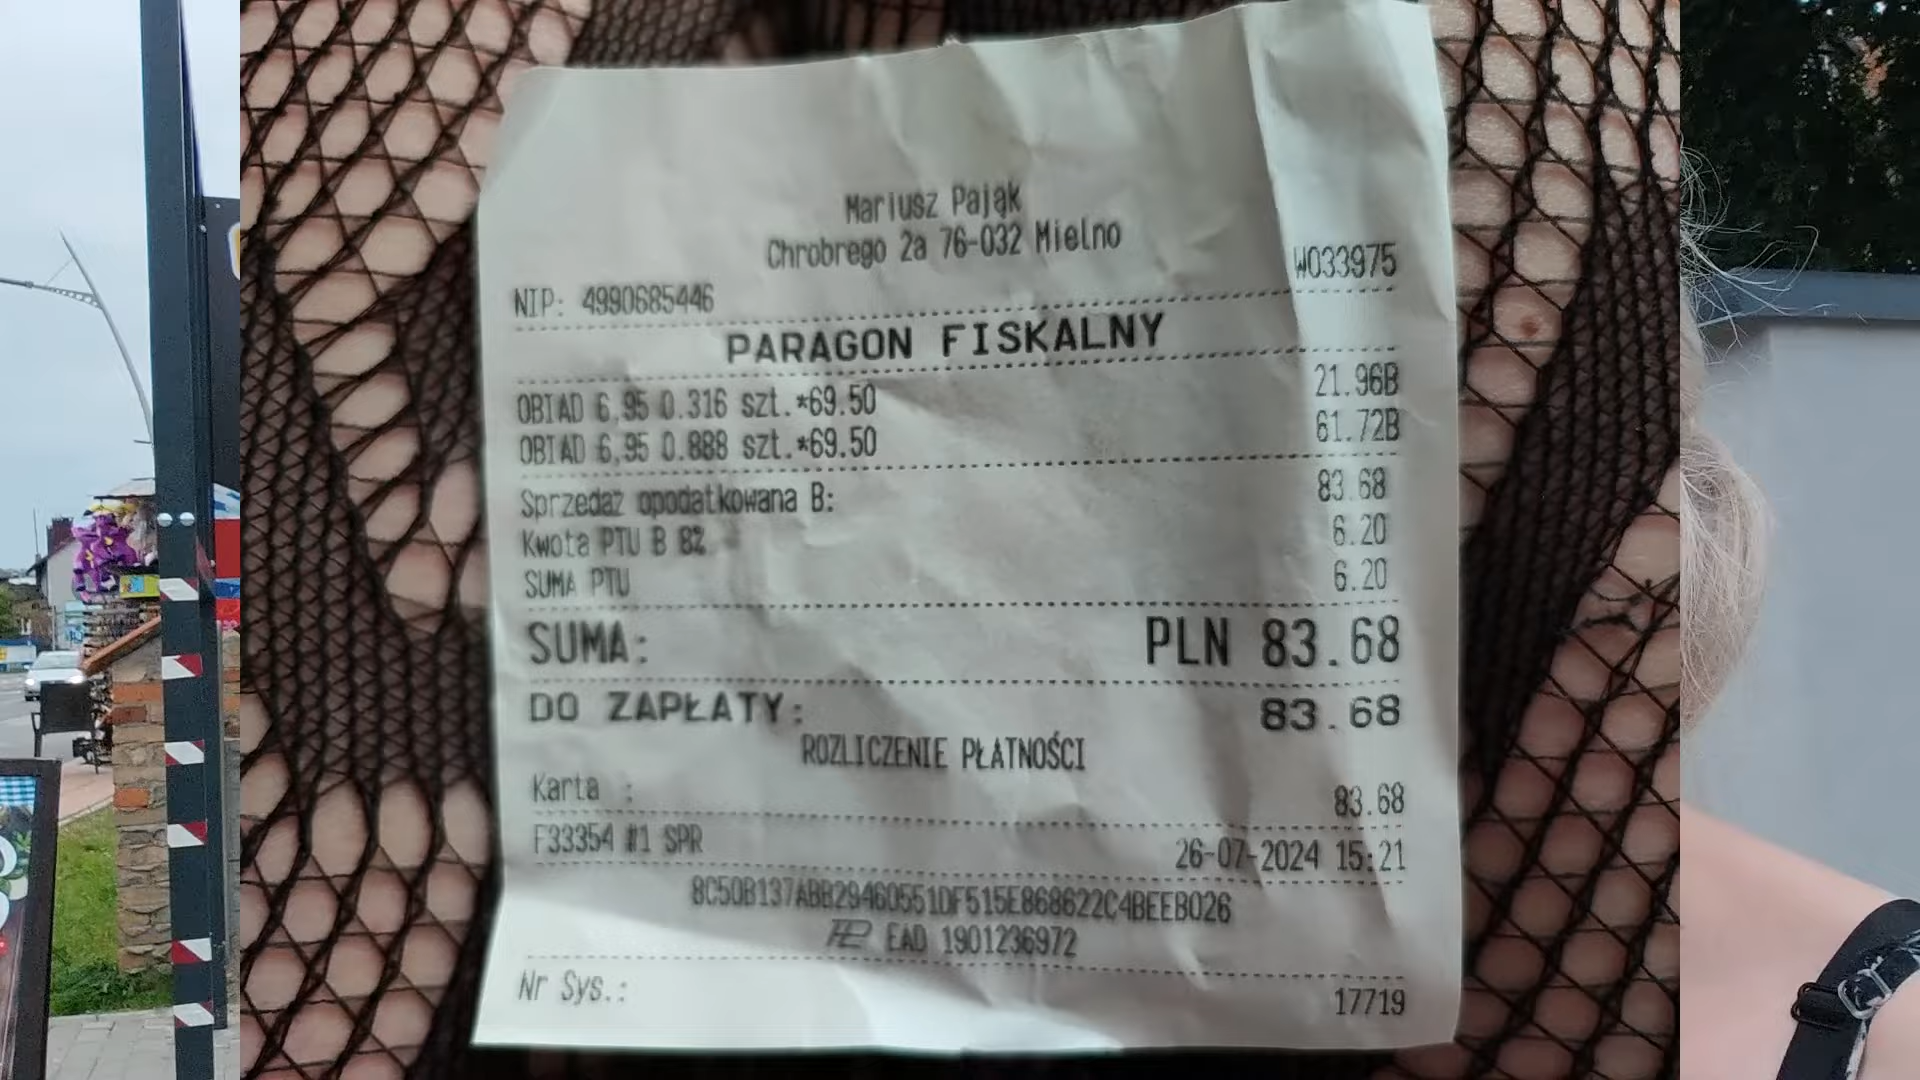 Mariusz Pająk
Chrobrego 2a 76-032 Mielno
NIP: 4990685446 W033975
PARAGON FISKALNY
OBIAD 6,95 0.316 szt.*69.50 21.96B
OBIAD 6,95 0.888 szt.*69.50 61.72B
Sprzedaż opodatkowana B: 83.68
Kwota PTU B 8% 6.20
SUMA PTU 6.20
SUMA: PLN 83.68
DO ZAPŁATY: 83.68
ROZLICZENIE PŁATNOŚCI
Karta : 83.68
F33354 #1 SPR 26-07-2024 15:21
8C50B137ABB29460551DF515E868622C4BEEB026
EAD 1901236972
Nr Sys.: 17719